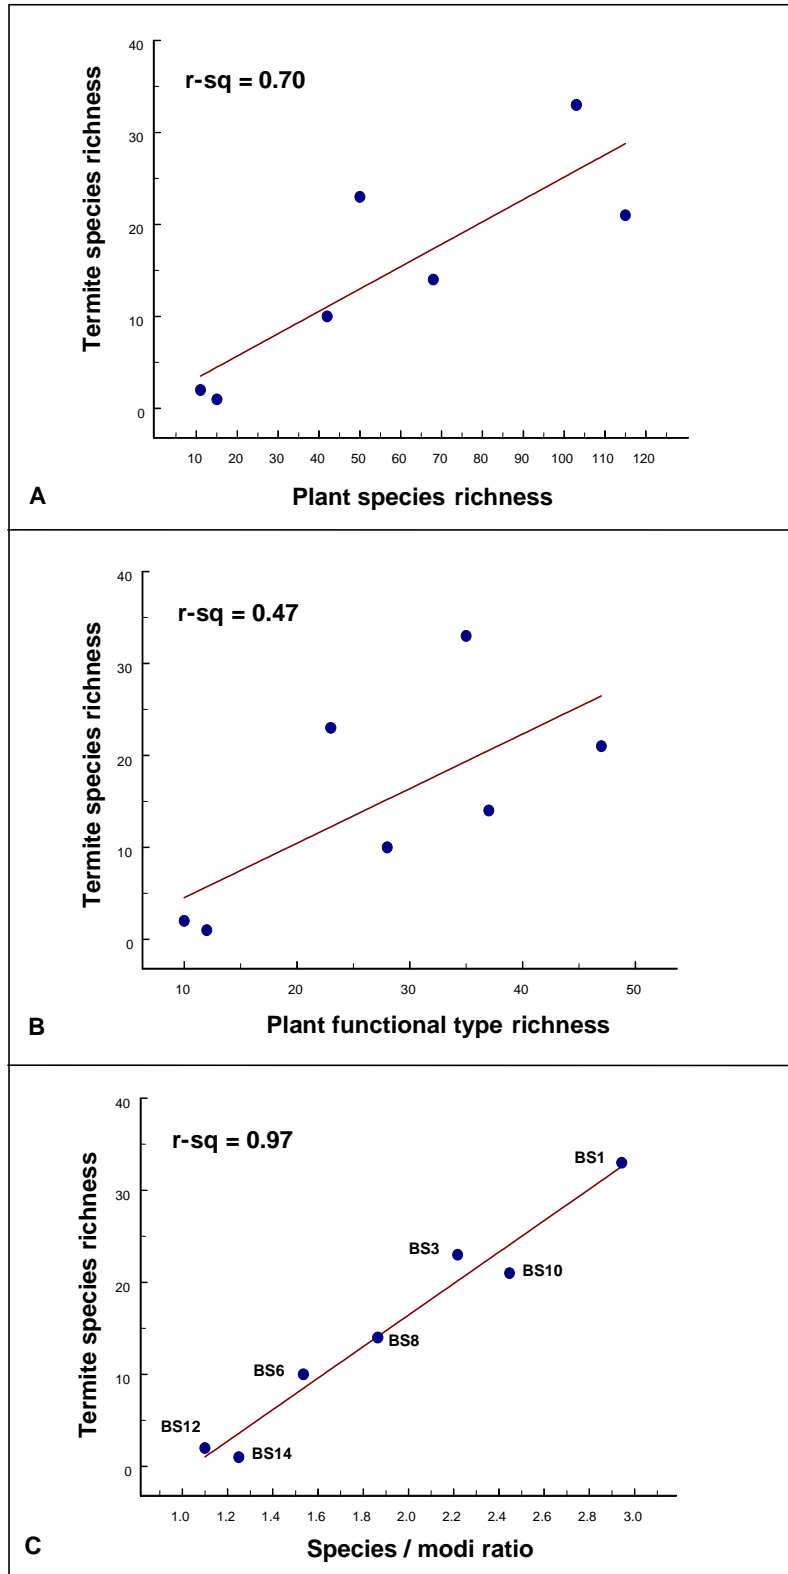 40
r-sq = 0.70
30
20
10
0
Termite species richness
10 20 30 40 50 60 70 80 90 100 110 120
Plant species richness
A
40
r-sq = 0.47
30
20
10
0
Termite species richness
10 20 30 40 50
Plant functional type richness
B
40
r-sq = 0.97
BS1
30
BS3
BS10
20
BS8
BS6
10
BS12
BS14
0
Termite species richness
1.0 1.2 1.4 1.6 1.8 2.0 2.2 2.4 2.6 2.8 3.0
Species / modi ratio
C